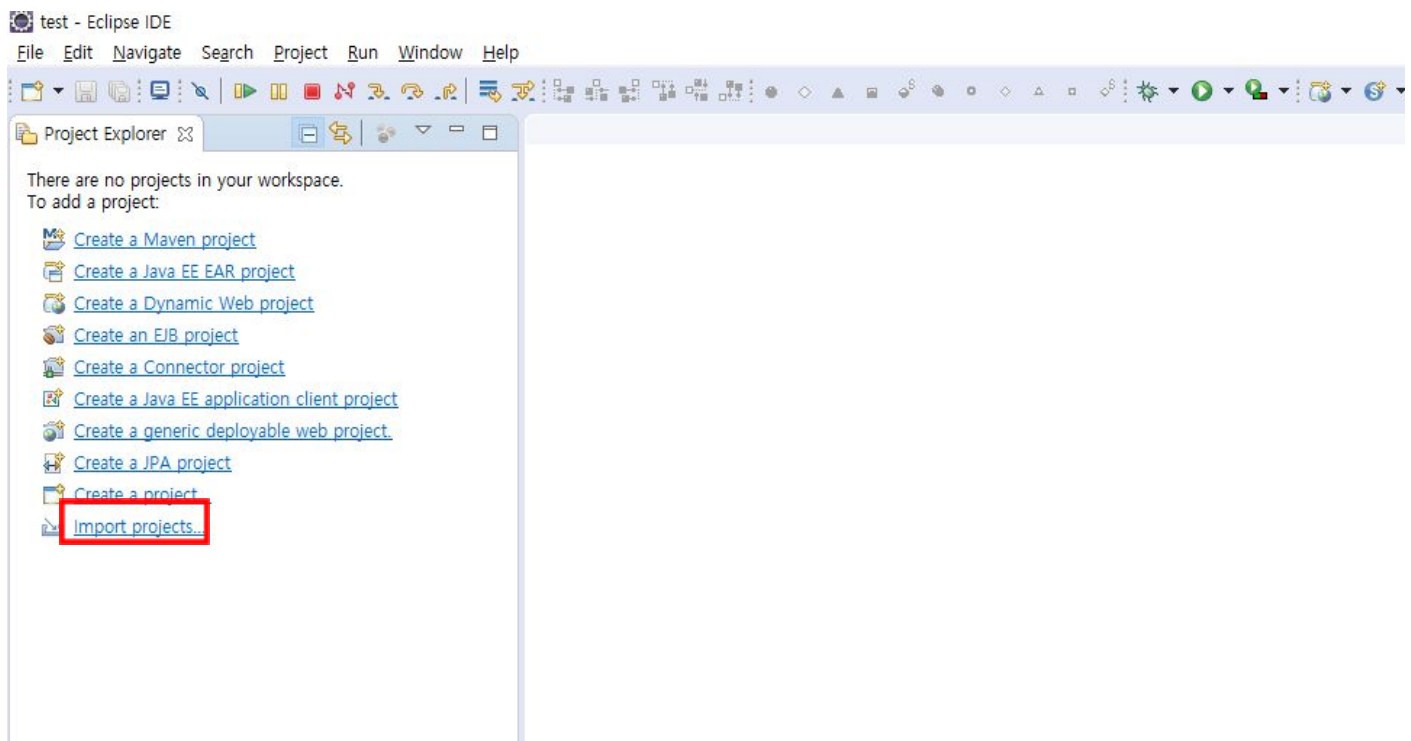 test - Eclipse IDE
File Edit Navigate Search Project Run Window Help
Project Explorer
There are no projects in your workspace.
To add a project:
Create a Maven project
Create a Java EE EAR project
Create a Dynamic Web project
Create an EJB project
Create a Connector project
Create a Java EE application client project
Create a generic deployable web project.
Create a JPA project
Create a project...
Import projects...